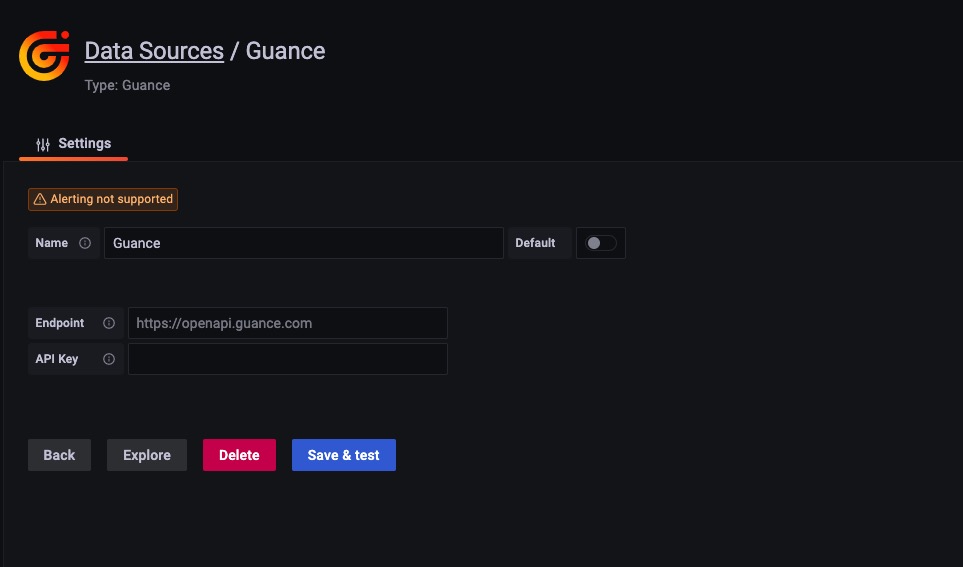 Data Sources / Guance
Type: Guance
Settings
Alerting not supported
Name Guance Default
Endpoint https://openapi.guance.com
API Key
Back Explore Delete Save & test